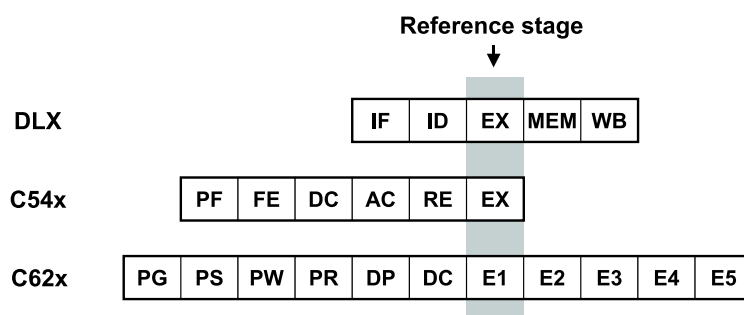 Reference stage
DLX IF ID EX MEM WB
C54x PF FE DC AC RE EX
C62x PG PS PW PR DP DC E1 E2 E3 E4 E5